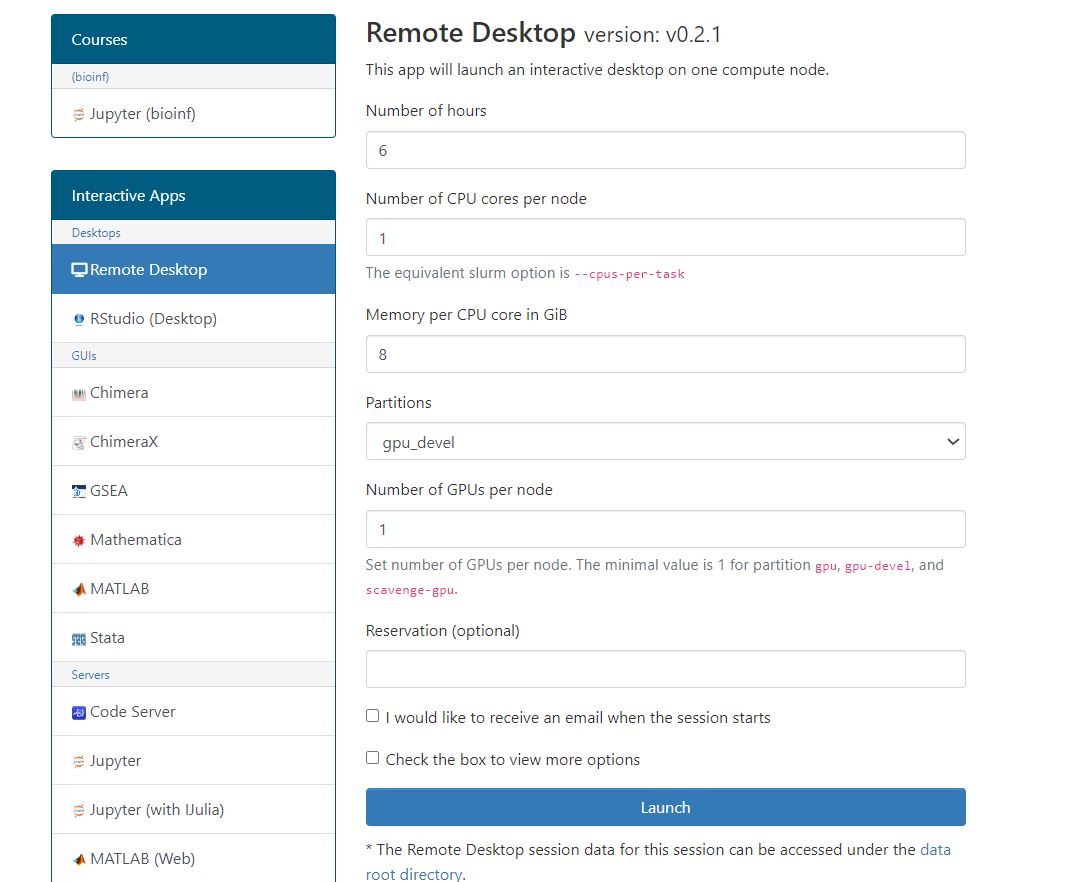 Courses
(bioinf)
Jupyter (bioinf)
Interactive Apps
Desktops
Remote Desktop
RStudio (Desktop)
GUIs
Chimera
ChimeraX
GSEA
Mathematica
MATLAB
Stata
Servers
Code Server
Jupyter
Jupyter (with IJulia)
MATLAB (Web)
Remote Desktop version: v0.2.1
This app will launch an interactive desktop on one compute node.
Number of hours
6
Number of CPU cores per node
1
The equivalent slurm option is --cpus-per-task
Memory per CPU core in GiB
8
Partitions
gpu_devel
Number of GPUs per node
1
Set number of GPUs per node. The minimal value is 1 for partition gpu, gpu-devel, and
scavenge-gpu.
Reservation (optional)
I would like to receive an email when the session starts
Check the box to view more options
Launch
* The Remote Desktop session data for this session can be accessed under the data
root directory.